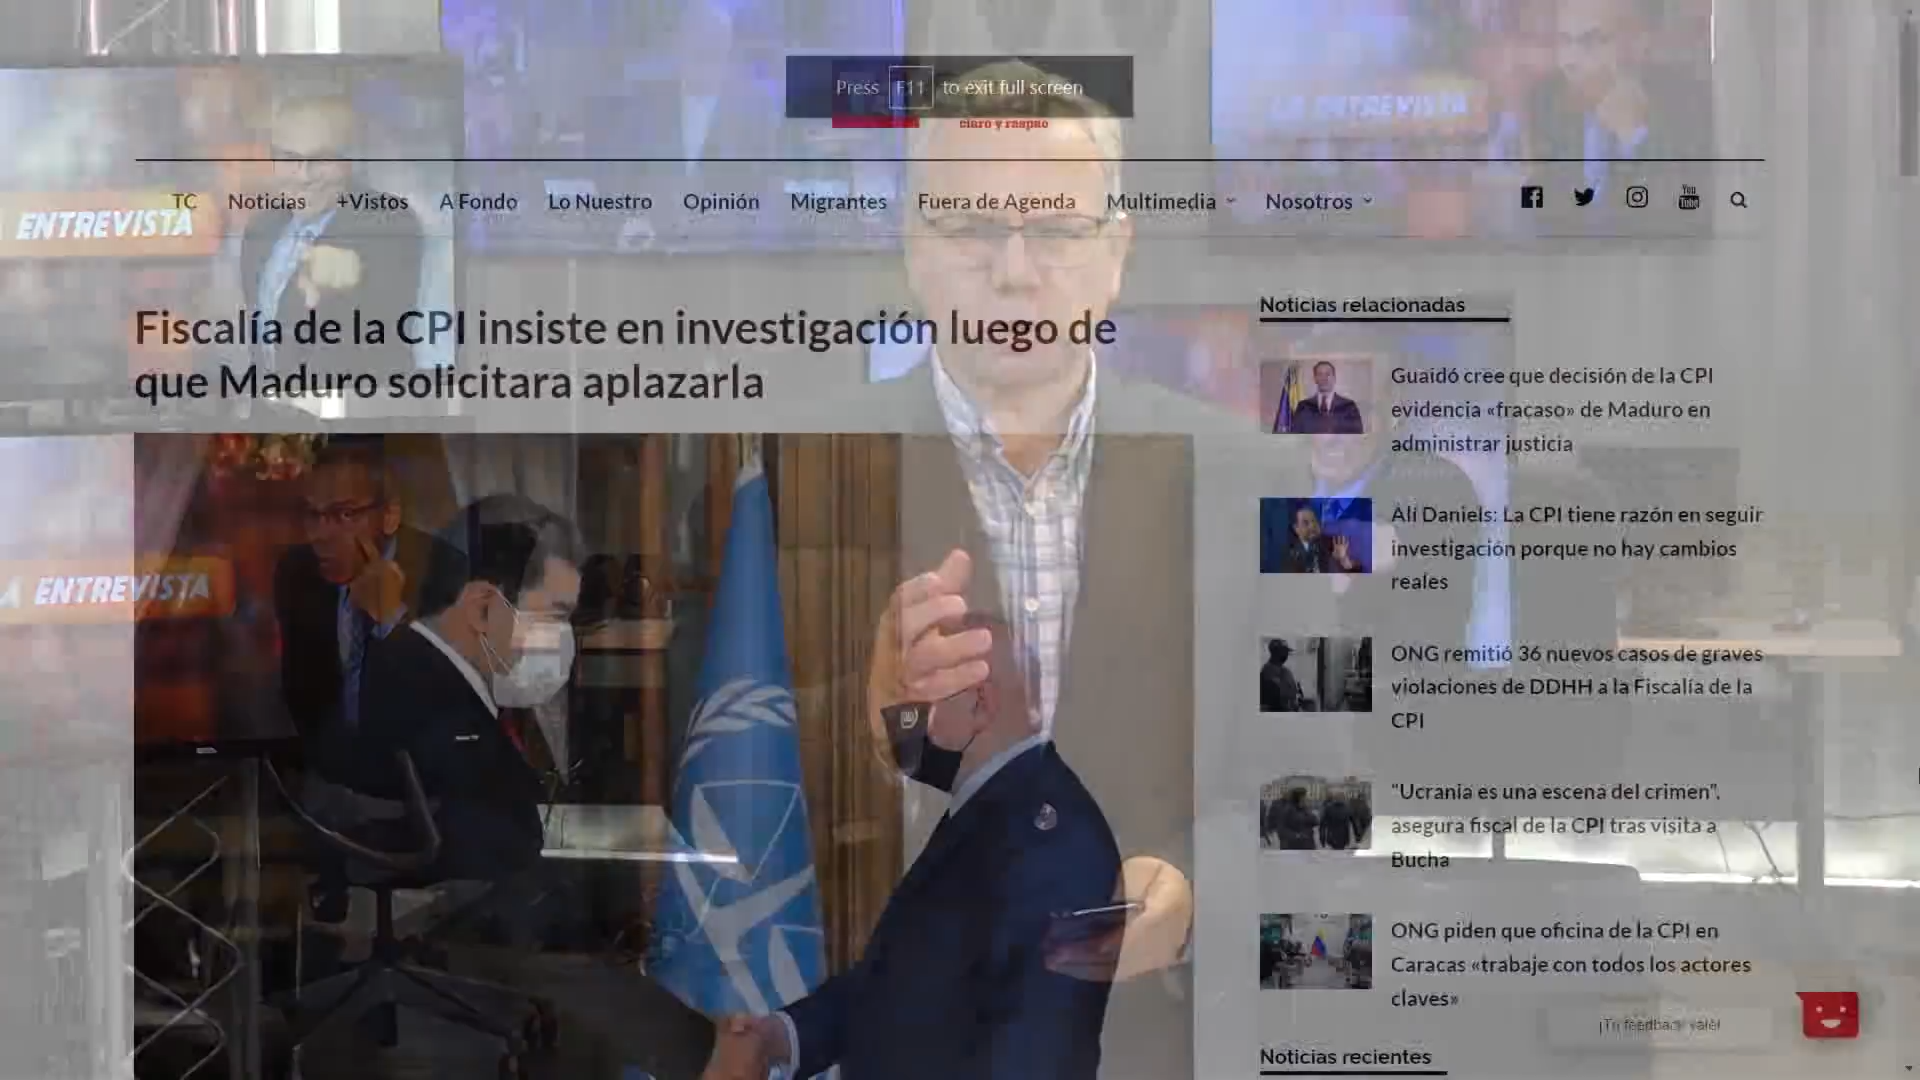 Press F11 to exit full screen
claro y raspao
TC Noticias +Vistos A Fondo Lo Nuestro Opinión Migrantes Fuera de Agenda Multimedia Nosotros
You
Tube
LA ENTREVISTA
ENTREVISTA
Fiscalía de la CPI insiste en investigación luego de
que Maduro solicitara aplazarla
A ENTREVISTA
Noticias relacionadas
Guaidó cree que decisión de la CPI
evidencia «fracaso» de Maduro en
administrar justicia
Alí Daniels: La CPI tiene razón en seguir
investigación porque no hay cambios
reales
ONG remitió 36 nuevos casos de graves
violaciones de DDHH a la Fiscalía de la
CPI
“Ucrania es una escena del crimen”,
asegura fiscal de la CPI tras visita a
Bucha
ONG piden que oficina de la CPI en
Caracas «trabaje con todos los actores
claves»
¡Tu feedback vale!
Noticias recientes